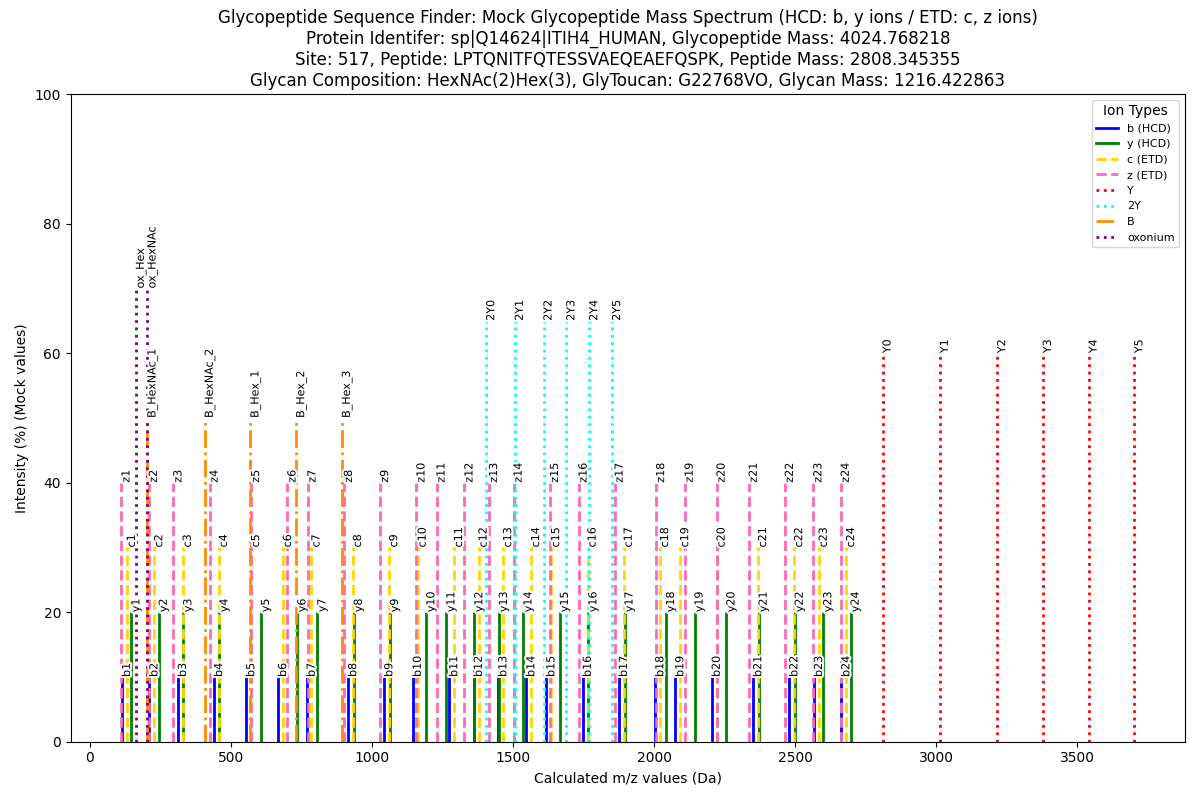 Glycopeptide Sequence Finder: Mock Glycopeptide Mass Spectrum (HCD: b, y ions / ETD: c, z ions)
Protein Identifer: sp|Q14624|ITIH4_HUMAN, Glycopeptide Mass: 4024.768218
Site: 517, Peptide: LPTQNITFQTESSVAEQEAEFQSPK, Peptide Mass: 2808.345355
Glycan Composition: HexNAc(2)Hex(3), GlyToucan: G22768VO, Glycan Mass: 1216.422863
Intensity (%) (Mock values)
100
80
60
40
20
0
Ion Types
b (HCD)
y (HCD)
c (ETD)
z (ETD)
Y
2Y
B
oxonium
ox_Hex
ox_HexNAc
2Y0
2Y1
2Y2
2Y3
2Y4
2Y5
Y0
Y1
Y2
Y3
Y4
Y5
B_HexNAc_1
B_HexNAc_2
B_Hex_1
B_Hex_2
B_Hex_3
z1
z2
z3
z4
z5
z6
z7
z8
z9
z10
z11
z12
z13
z14
z15
z16
z17
z18
z19
z20
z21
z22
z23
z24
c1
c2
c3
c4
c5
c6
c7
c8
c9
c10
c11
c12
c13
c14
c15
c16
c17
c18
c19
c20
c21
c22
c23
c24
y1
y2
y3
y4
y5
y6
y7
y8
y9
y10
y11
y12
y13
y14
y15
y16
y17
y18
y19
y20
y21
y22
y23
y24
b1
b2
b3
b4
b5
b6
b7
b8
b9
b10
b11
b12
b13
b14
b15
b16
b17
b18
b19
b20
b21
b22
b23
b24
0
500
1000
1500
2000
2500
3000
3500
Calculated m/z values (Da)